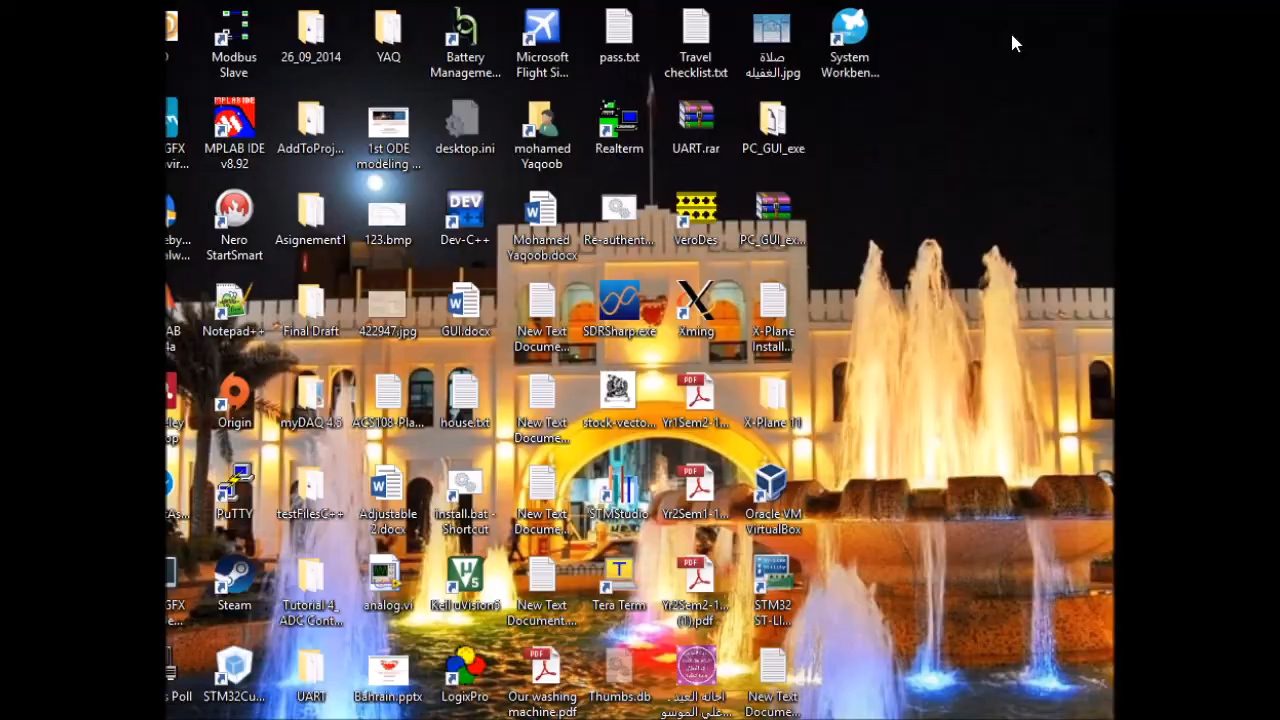 Modbus
Slave
26_09_2014
YAQ
Battery
Manageme...
Microsoft
Flight Si...
pass.txt
Travel
checklist.txt
صلاة
الغفيله.jpg
System
Workben...
GFX
MPLAB IDE
v8.92
AddToProj...
1st ODE
modeling ...
desktop.ini
mohamed
Yaqoob
Realterm
UART.rar
PC_GUI_exe
Nero
StartSmart
Asignement1
123.bmp
Dev-C++
Mohamed
Yaqoob.docx
Re-authent...
VeroDes
PC_GUI_ex...
Notepad++
Final Draft
422947.jpg
GUI.docx
New Text
Docume...
SDRSharp.exe
Xming
X-Plane
Install...
Origin
myDAQ 4.5
ACS108-Pla...
house.txt
New Text
Docume...
stock-vecto...
Yr1Sem2-1...
X-Plane 11
PuTTY
testFilesC++
Adjustable
2.docx
install.bat -
Shortcut
New Text
Docume...
STMStudio
Yr2Sem1-1...
Oracle VM
VirtualBox
GFX
Steam
Tutorial 4_
ADC Cont...
analog.vi
Keil uVision5
New Text
Document....
Tera Term
Yr2Sem2-1...
(1).pdf
STM32
ST-LI...
Poll
STM32Cu...
UART
Bahrain.pptx
LogixPro
Our washing
machine.pdf
Thumbs.db
New Text
Docume...